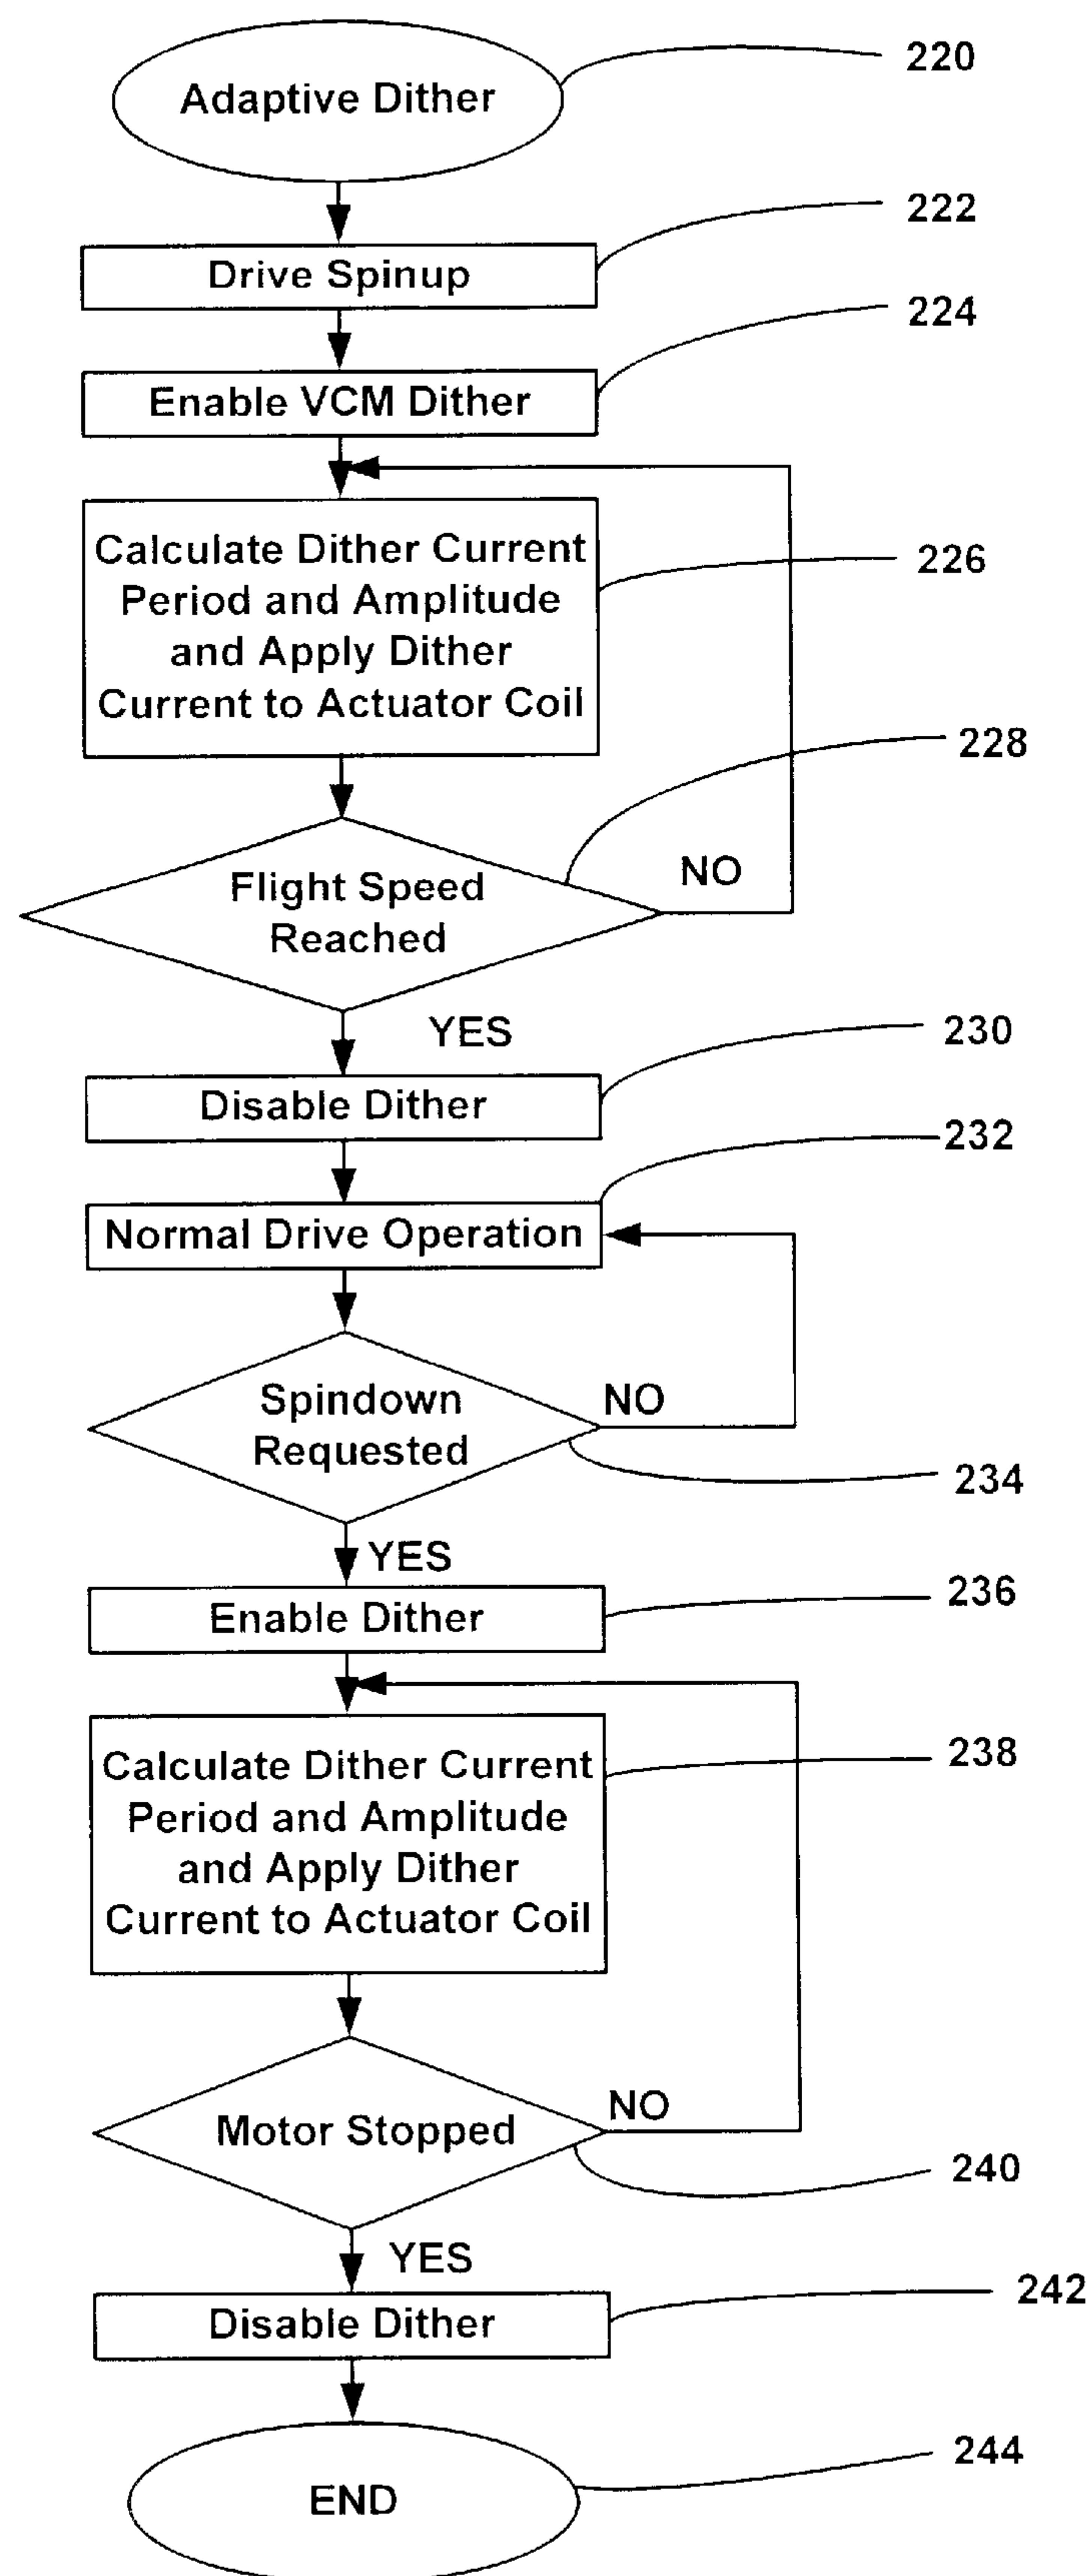 Adaptive Dither
220
222
Drive Spinup
224
Enable VCM Dither
Calculate Dither Current
Period and Amplitude
and Apply Dither
Current to Actuator Coil
226
228
Flight Speed
Reached
NO
YES
230
Disable Dither
232
Normal Drive Operation
Spindown
Requested
NO
234
YES
236
Enable Dither
Calculate Dither Current
Period and Amplitude
and Apply Dither
Current to Actuator Coil
238
NO
Motor Stopped
240
YES
242
Disable Dither
244
END